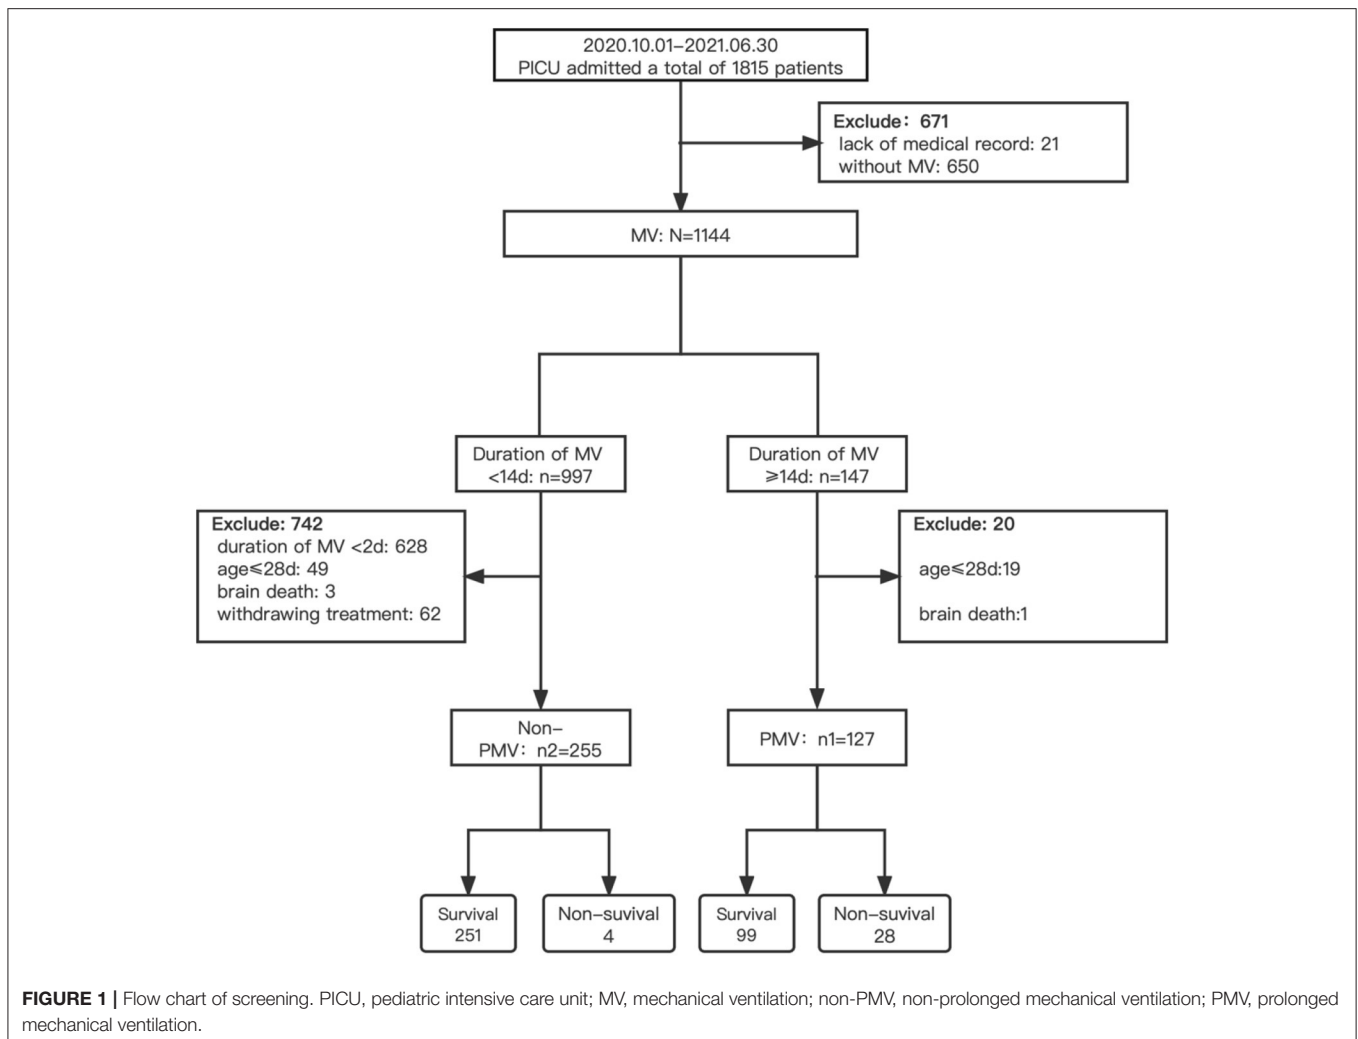 2020.10.01–2021.06.30
PICU admitted a total of 1815 patients
Exclude: 671
lack of medical record: 21
without MV: 650
MV: N=1144
Duration of MV
<14d: n=997
Duration of MV
⩾14d: n=147
Exclude: 742
duration of MV <2d: 628
age⩽28d: 49
brain death: 3
withdrawing treatment: 62
Exclude: 20
age⩽28d:19
brain death:1
Non–
PMV: n2=255
PMV: n1=127
Survival
251
Non–suvival
4
Survival
99
Non–suvival
28
FIGURE 1 | Flow chart of screening. PICU, pediatric intensive care unit; MV, mechanical ventilation; non-PMV, non-prolonged mechanical ventilation; PMV, prolonged
mechanical ventilation.